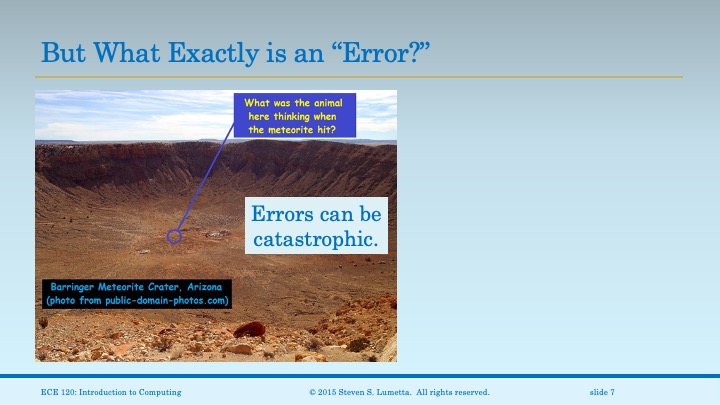 But What Exactly is an “Error?”
What was the animal
here thinking when
the meteorite hit?
Errors can be
catastrophic.
Barringer Meteorite Crater, Arizona
(photo from public-domain-photos.com)
ECE 120: Introduction to Computing
© 2015 Steven S. Lumetta.  All rights reserved.
slide 7